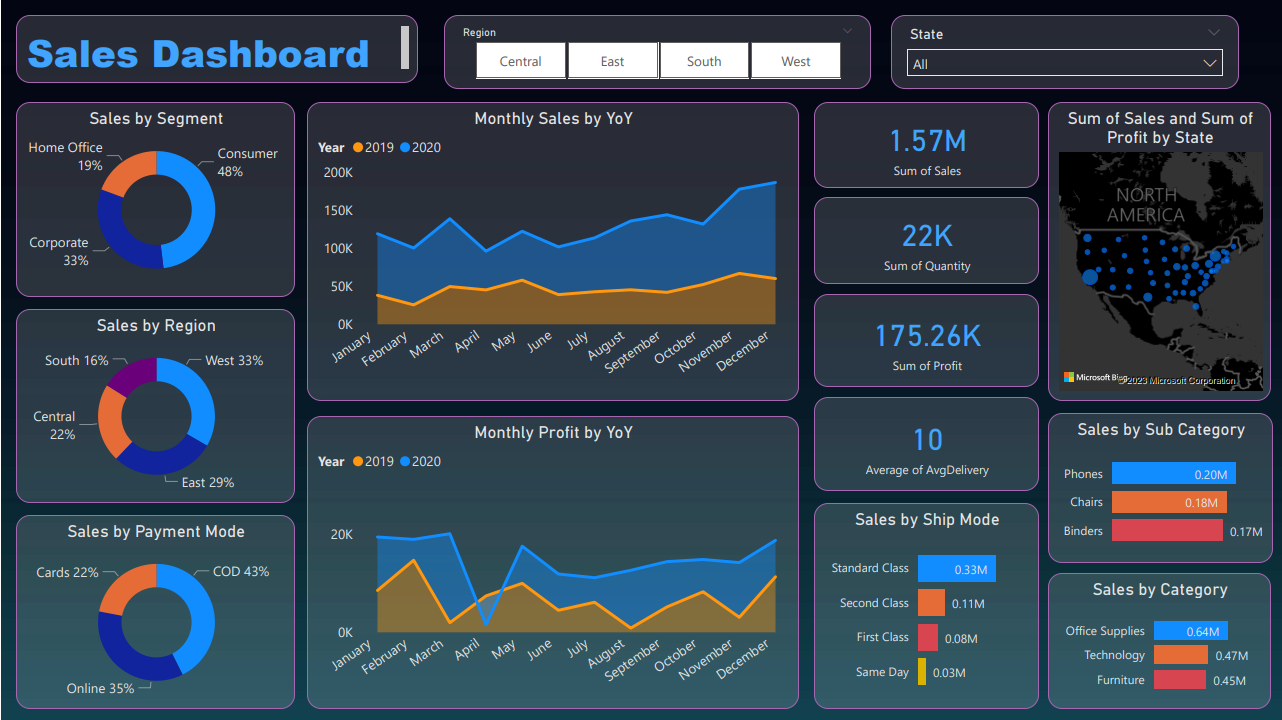 Sales Dashboard
Region
Central
East
South
West
State
All
Sales by Segment
Home Office
19%
Consumer
48%
Corporate
33%
Monthly Sales by YoY
Year 2019 2020
200K
150K
100K
50K
0K
January
February
March
April
May
June
July
August
September
October
November
December
1.57M
Sum of Sales
22K
Sum of Quantity
175.26K
Sum of Profit
10
Average of AvgDelivery
Sum of Sales and Sum of
Profit by State
NORTH
AMERICA
Microsoft Bing
©2023 Microsoft Corporation
Sales by Region
South 16%
West 33%
Central
22%
East 29%
Monthly Profit by YoY
Year 2019 2020
20K
0K
January
February
March
April
May
June
July
August
September
October
November
December
Sales by Sub Category
Phones 0.20M
Chairs 0.18M
Binders 0.17M
Sales by Payment Mode
Cards 22%
COD 43%
Online 35%
Sales by Ship Mode
Standard Class 0.33M
Second Class 0.11M
First Class 0.08M
Same Day 0.03M
Sales by Category
Office Supplies 0.64M
Technology 0.47M
Furniture 0.45M